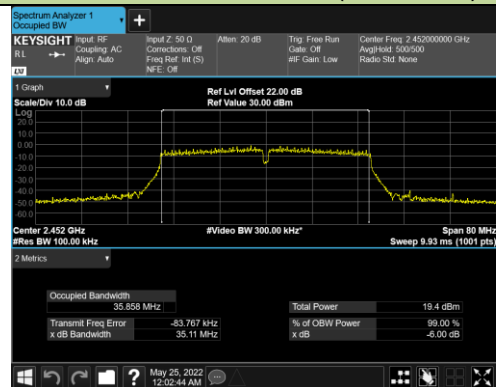 Spectrum Analyzer 1
Occupied BW
KEYSIGHT Input: RF Input Z: 50 Ω Atten: 20 dB Trig: Free Run Center Freq: 2.452000000 GHz
RL Coupling: AC Corrections: Off Gate: Off Avg|Hold: 500/500
Align: Auto Freq Ref: Int (S) #IF Gain: Low Radio Std: None
LXI NFE: Off
1 Graph Ref Lvl Offset 22.00 dB
Scale/Div 10.0 dB Ref Value 30.00 dBm
Log
20.0
10.0
0.00
-10.0
-20.0
-30.0
-40.0
-50.0
-60.0
Center 2.452 GHz #Video BW 300.00 kHz* Span 80 MHz
#Res BW 100.00 kHz Sweep 9.93 ms (1001 pts)
2 Metrics
Occupied Bandwidth
35.858 MHz Total Power 19.4 dBm
Transmit Freq Error -83.767 kHz % of OBW Power 99.00 %
x dB Bandwidth 35.11 MHz x dB -6.00 dB
May 25, 2022
12:02:44 AM